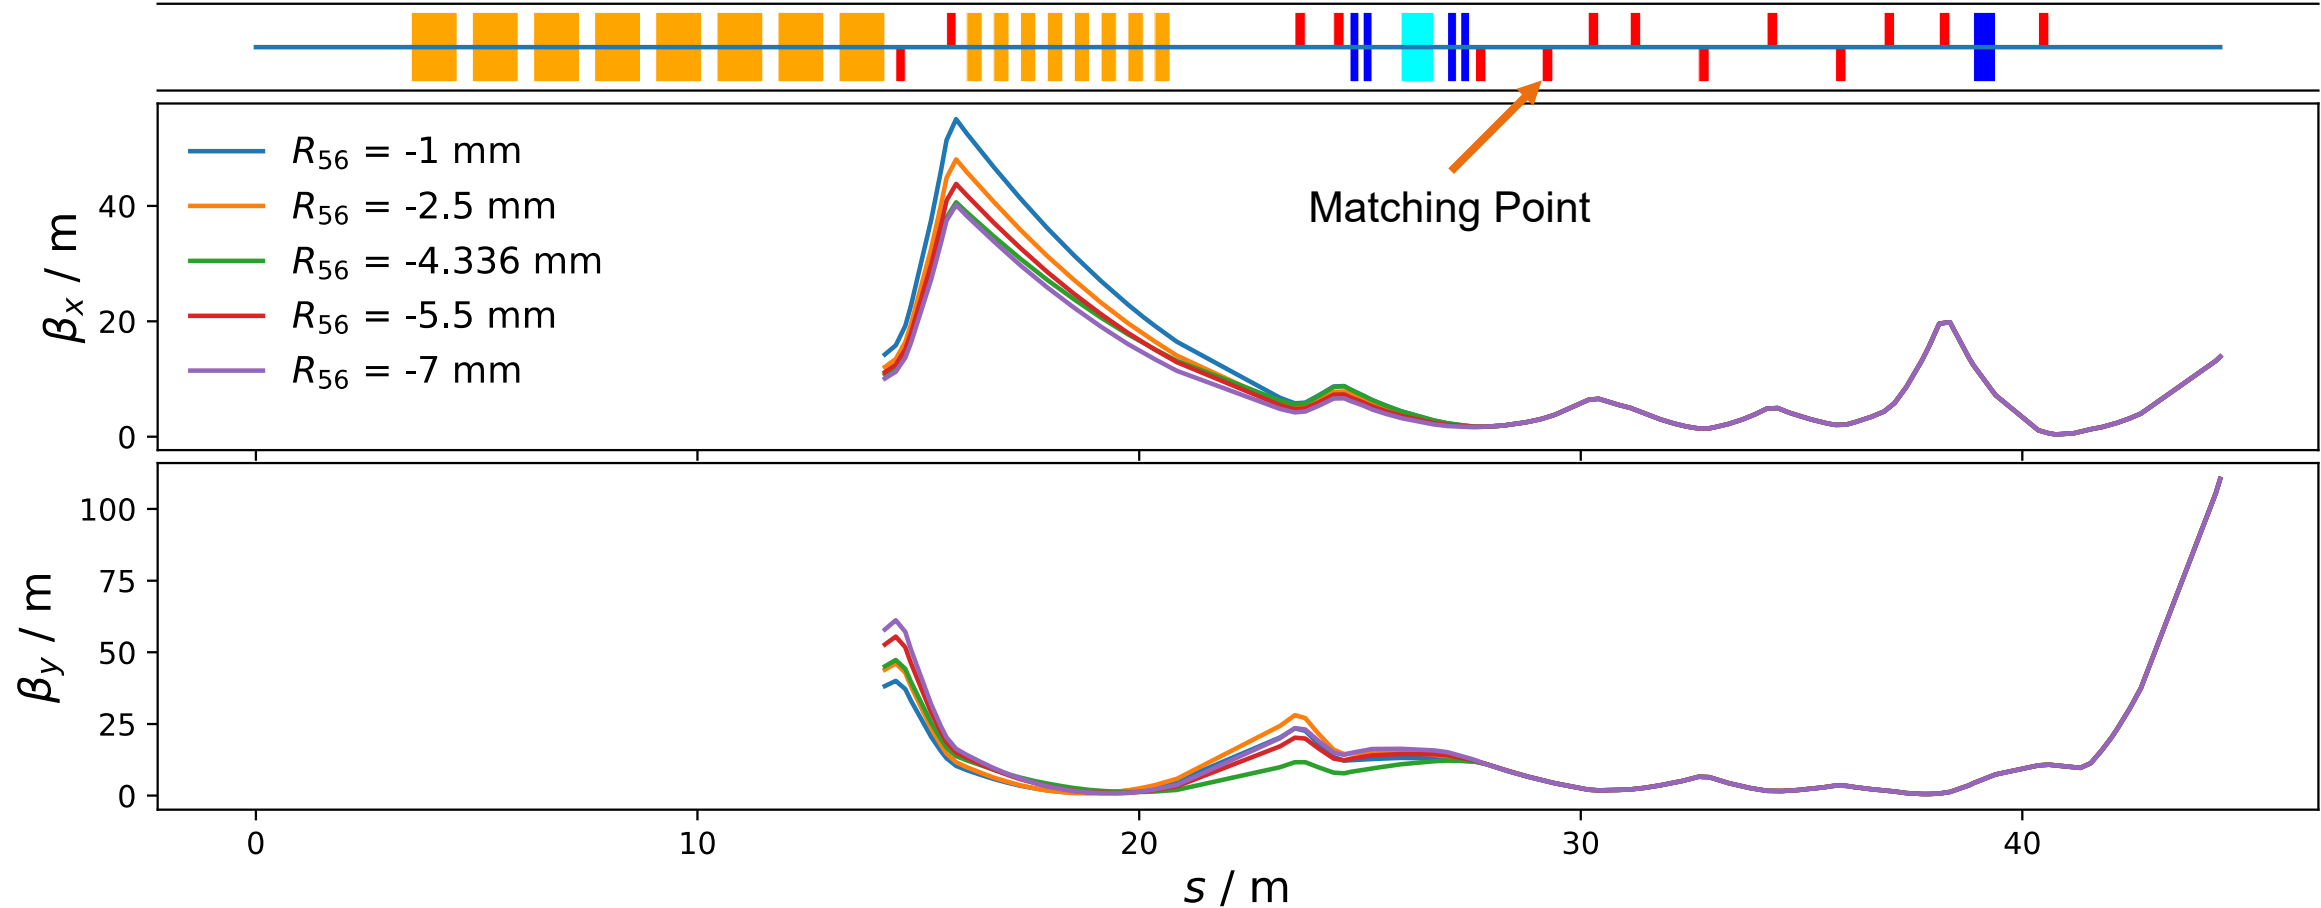 R₅₆ = -1 mm
R₅₆ = -2.5 mm
R₅₆ = -4.336 mm
R₅₆ = -5.5 mm
R₅₆ = -7 mm
Matching Point
βₓ / m
40
20
0
β_y / m
100
75
50
25
0
0 10 20 30 40
s / m